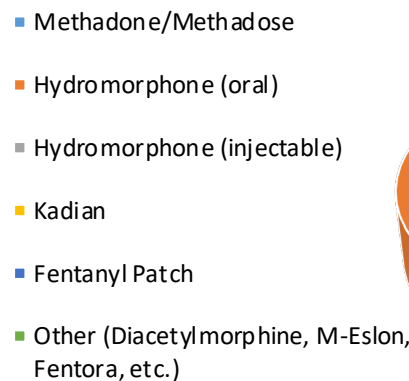 Methadone/Methadose
Hydromorphone (oral)
Hydromorphone (injectable)
Kadian
Fentanyl Patch
Other (Diacetylmorphine, M-Eslon,
Fentora, etc.)